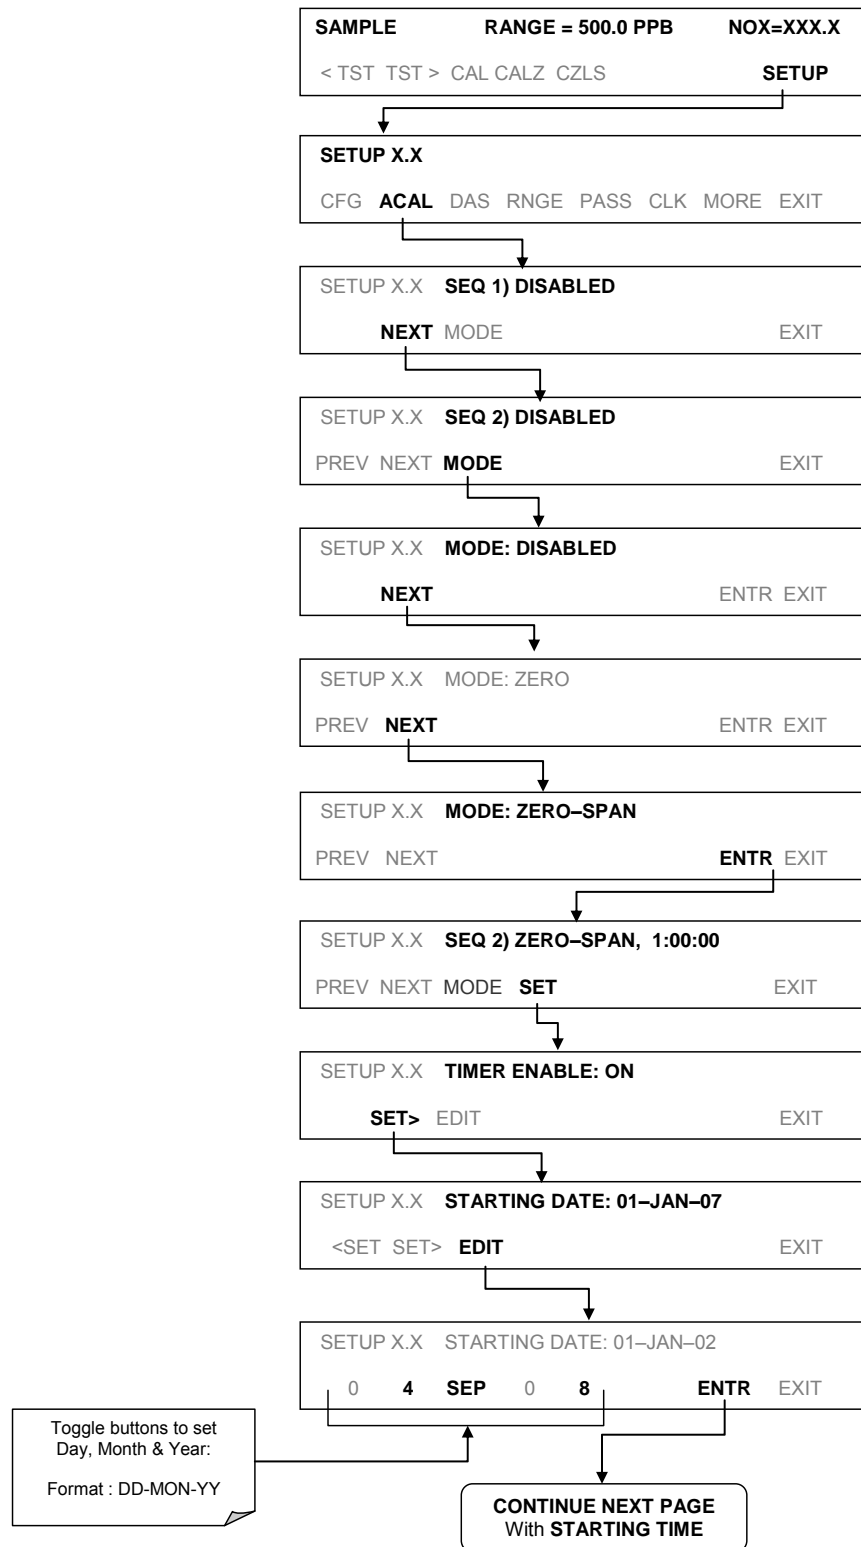 SAMPLE RANGE = 500.0 PPB NOX=XXX.X
< TST TST > CAL CALZ CZLS SETUP
SETUP X.X
CFG ACAL DAS RNGE PASS CLK MORE EXIT
SETUP X.X SEQ 1) DISABLED
NEXT MODE EXIT
SETUP X.X SEQ 2) DISABLED
PREV NEXT MODE EXIT
SETUP X.X MODE: DISABLED
NEXT ENTR EXIT
SETUP X.X MODE: ZERO
PREV NEXT ENTR EXIT
SETUP X.X MODE: ZERO–SPAN
PREV NEXT ENTR EXIT
SETUP X.X SEQ 2) ZERO–SPAN, 1:00:00
PREV NEXT MODE SET EXIT
SETUP X.X TIMER ENABLE: ON
SET> EDIT EXIT
SETUP X.X STARTING DATE: 01–JAN–07
<SET SET> EDIT EXIT
SETUP X.X STARTING DATE: 01–JAN–02
0 4 SEP 0 8 ENTR EXIT
Toggle buttons to set
Day, Month & Year:
Format : DD-MON-YY
CONTINUE NEXT PAGE
With STARTING TIME